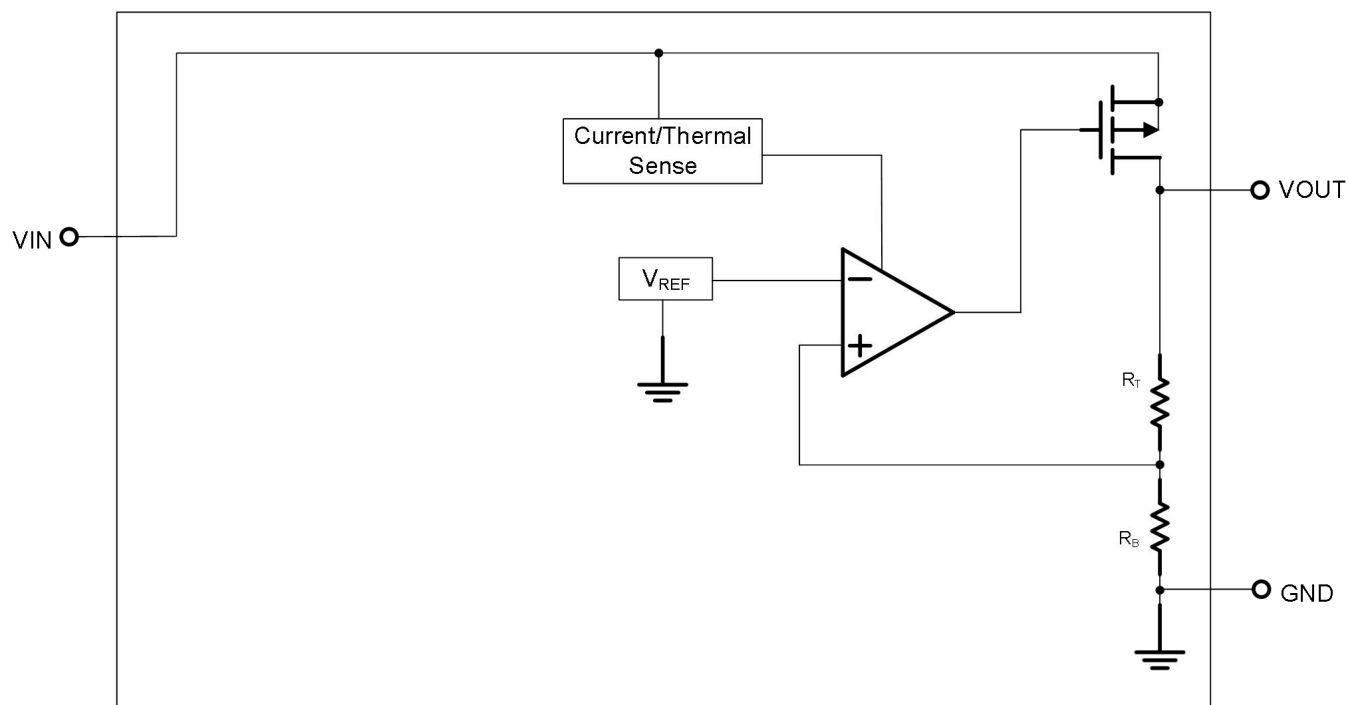 Current/Thermal
Sense
VOUT
VIN
VREF
−
+
RT
RB
GND